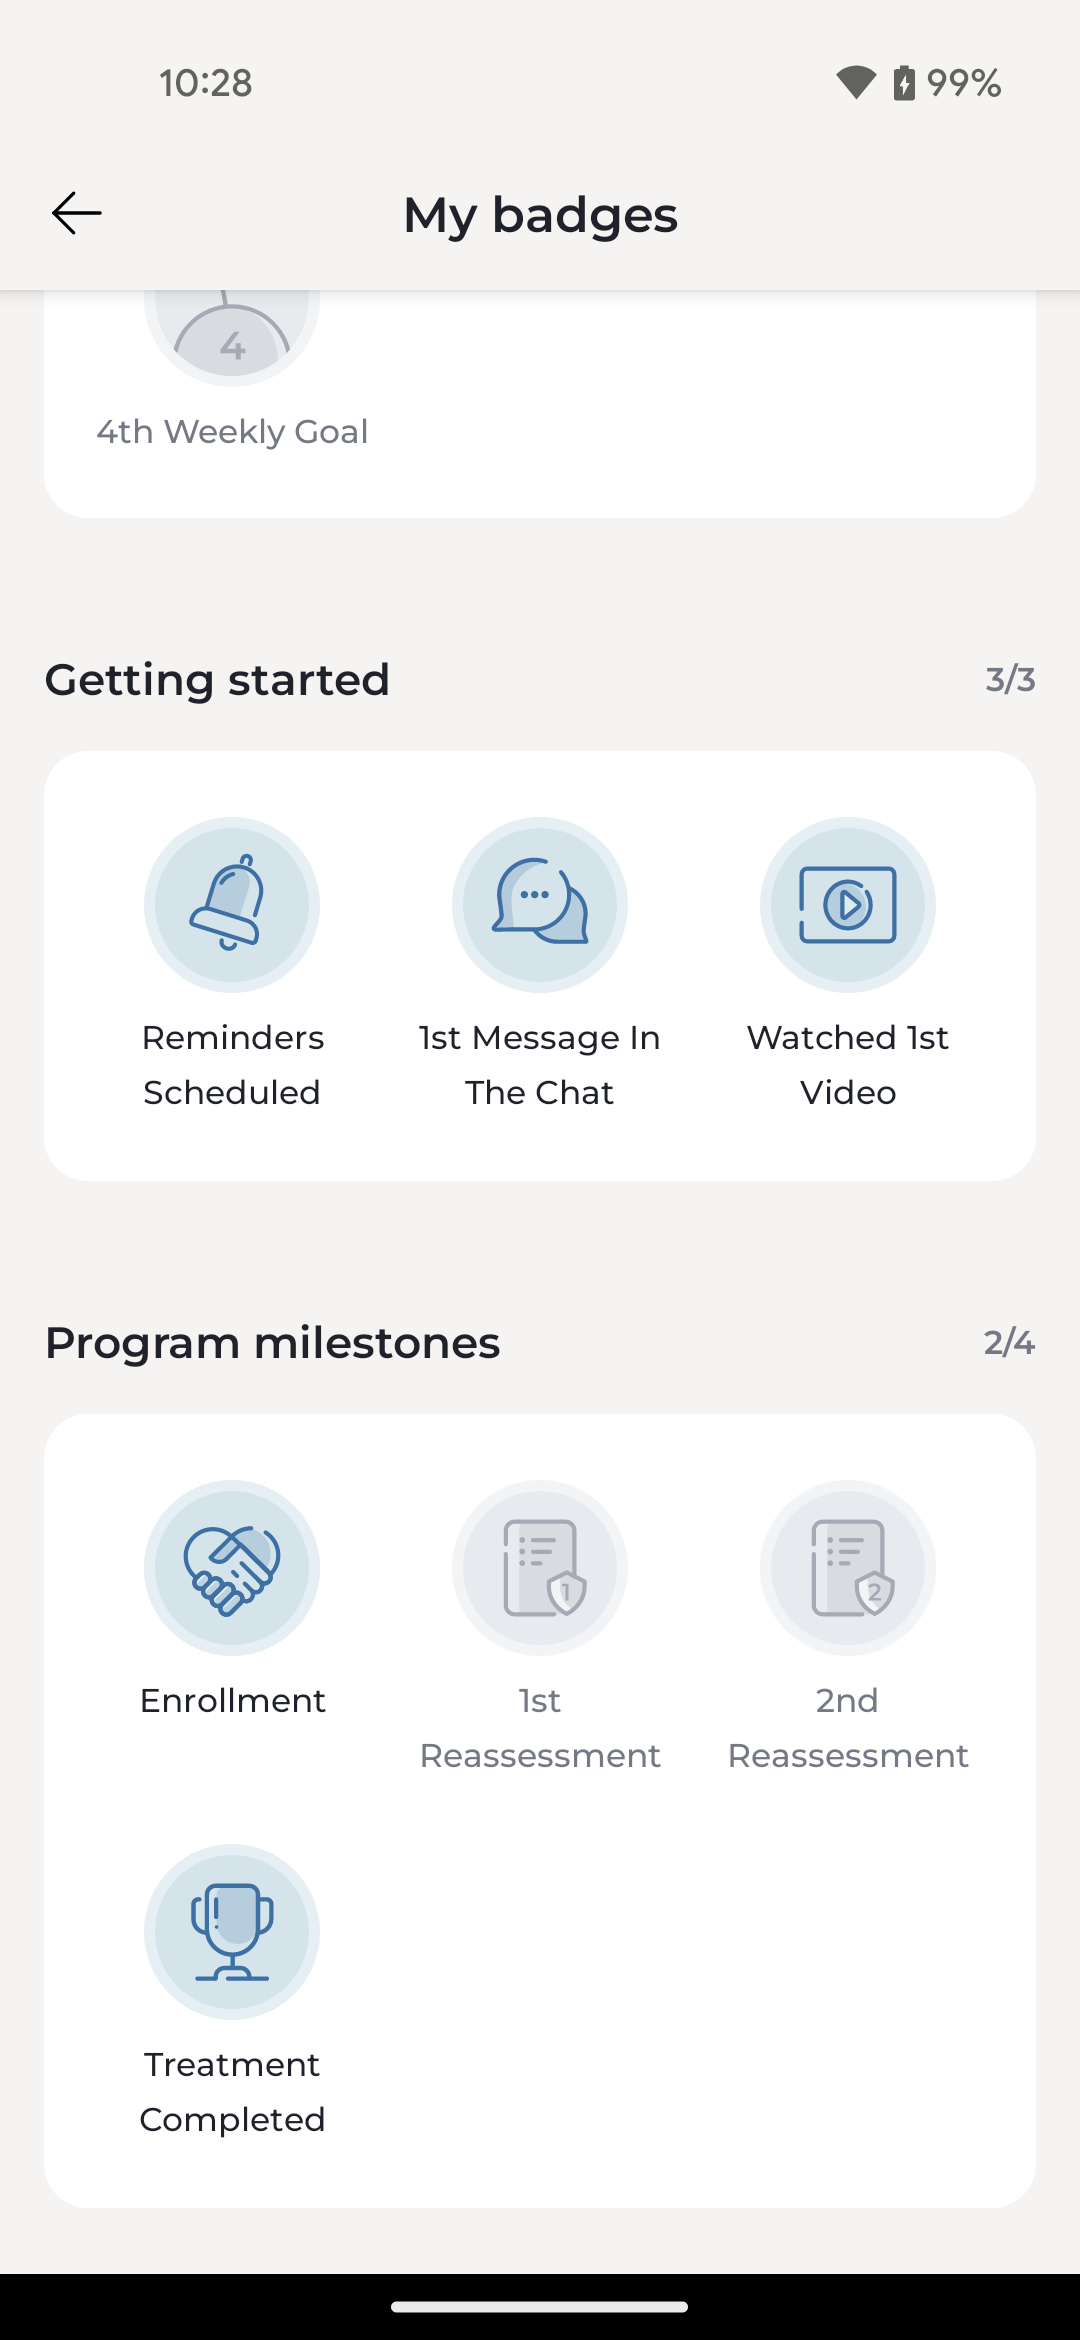 10:28
99%
My badges
4
4th Weekly Goal
Getting started
3/3
Reminders
Scheduled
1st Message In
The Chat
Watched 1st
Video
Program milestones
2/4
1
2
Enrollment
1st
Reassessment
2nd
Reassessment
Treatment
Completed